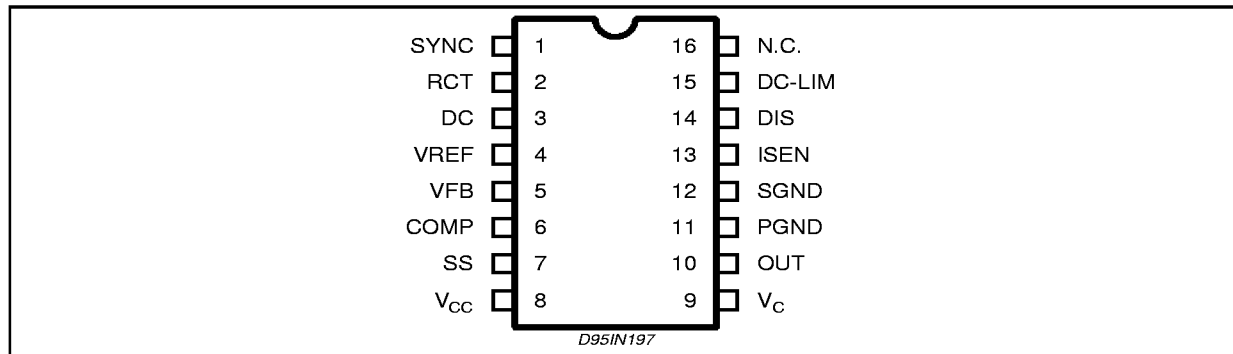 SYNC 1 16 N.C.
RCT 2 15 DC-LIM
DC 3 14 DIS
VREF 4 13 ISEN
VFB 5 12 SGND
COMP 6 11 PGND
SS 7 10 OUT
VCC 8 9 VC
D95IN197